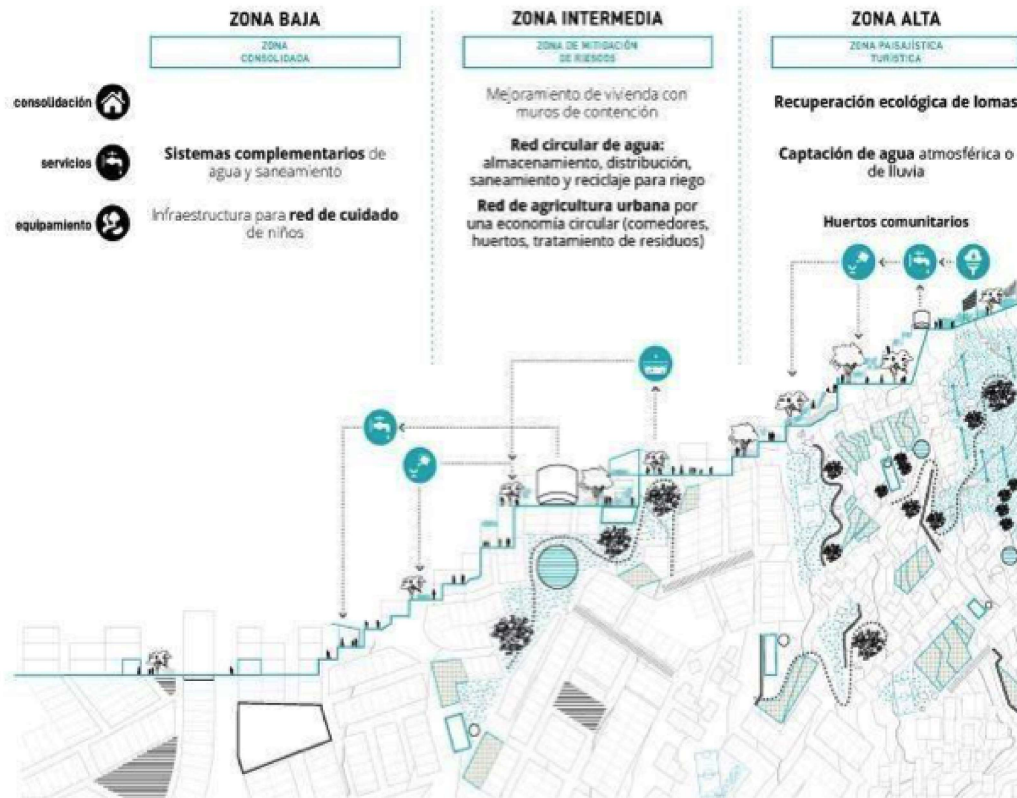 ZONA BAJA
ZONA
CONSOLIDADA
ZONA INTERMEDIA
ZONA DE MITIGACIÓN
DE RIESGOS
ZONA ALTA
ZONA PAISAJÍSTICA
TURÍSTICA
consolidación
Mejoramiento de vivienda con
muros de contención
Recuperación ecológica de lomas
servicios
Sistemas complementarios de
agua y saneamiento
Red circular de agua:
almacenamiento, distribución,
saneamiento y reciclaje para riego
Captación de agua atmosférica o
de lluvia
equipamiento
Infraestructura para red de cuidado
de niños
Red de agricultura urbana por
una economía circular (comedores,
huertos, tratamiento de residuos)
Huertos comunitarios